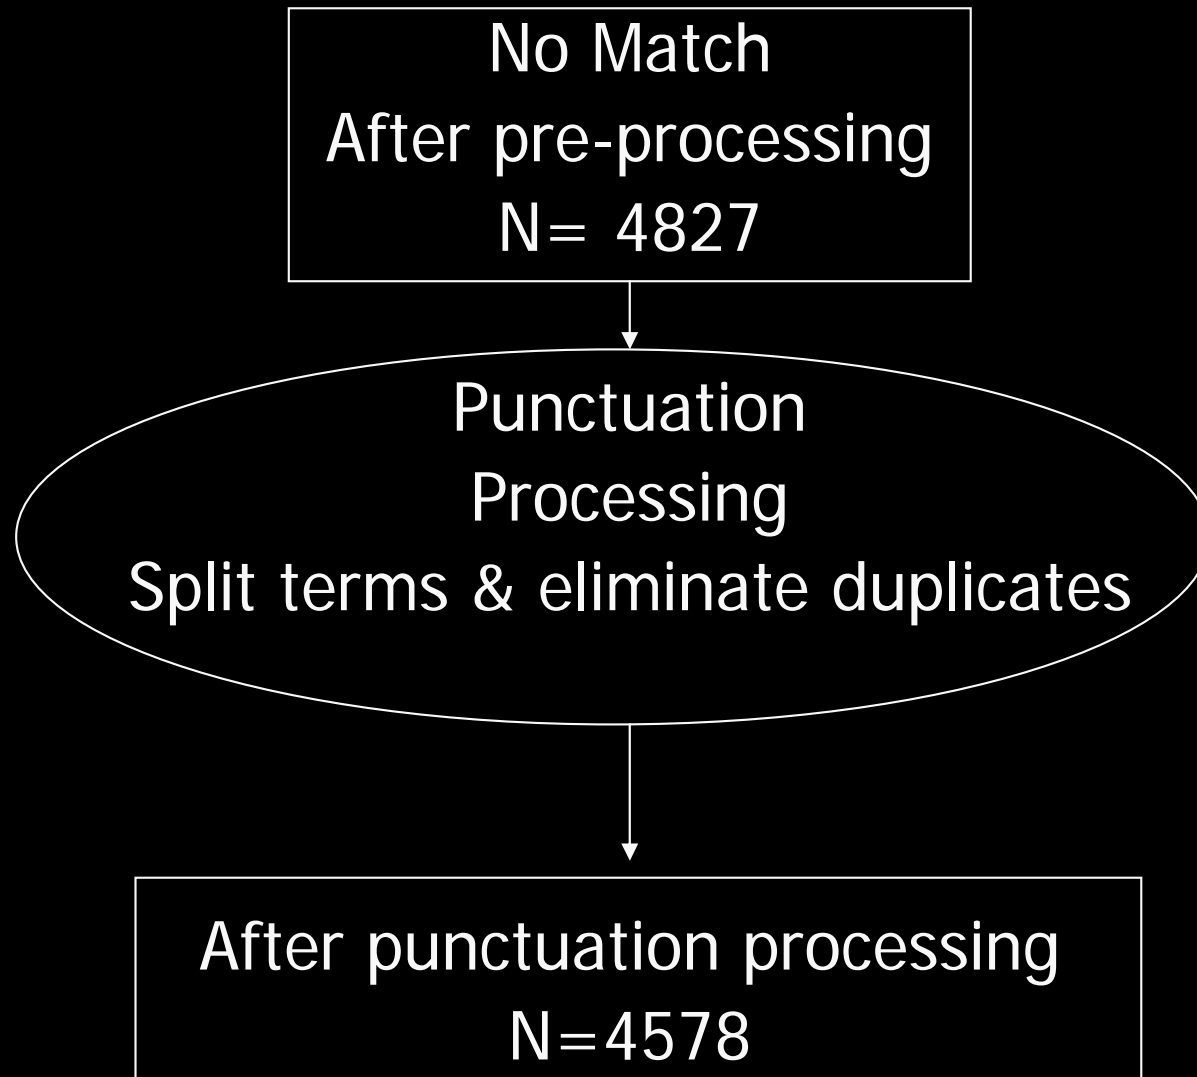 No Match
After pre-processing
N= 4827
Punctuation
Processing
Split terms & eliminate duplicates
After punctuation processing
N=4578